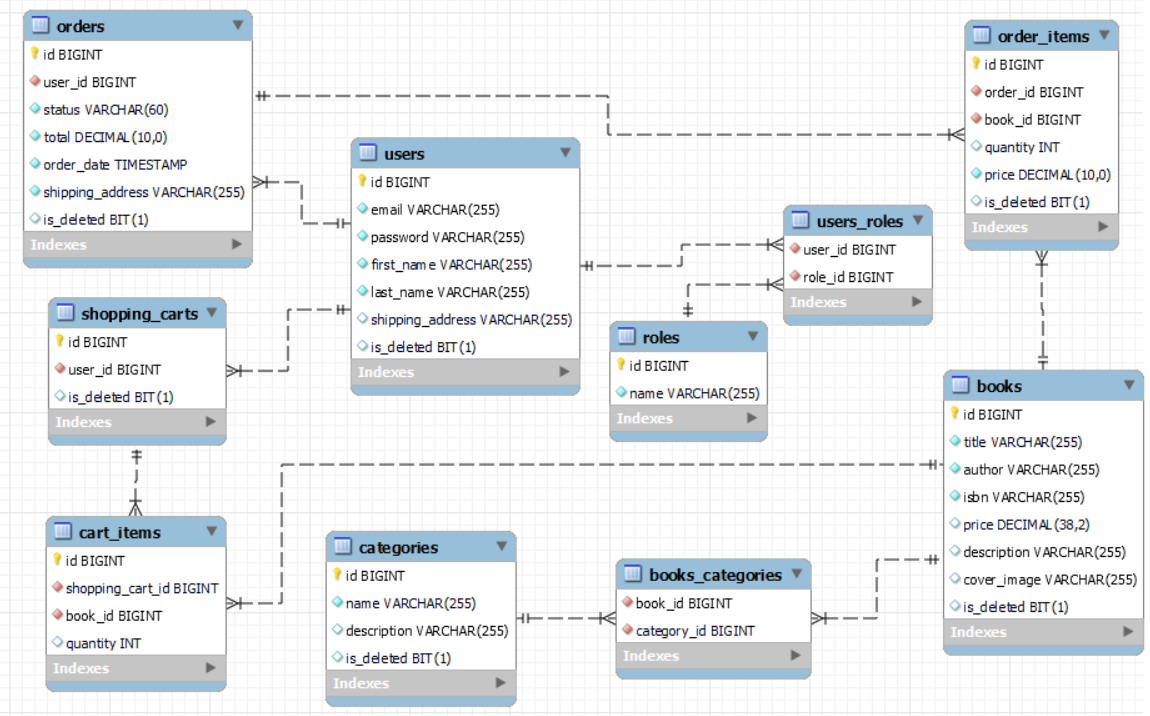 orders
id BIGINT
user_id BIGINT
status VARCHAR(60)
total DECIMAL(10,0)
order_date TIMESTAMP
shipping_address VARCHAR(255)
is_deleted BIT(1)
Indexes
users
id BIGINT
email VARCHAR(255)
password VARCHAR(255)
first_name VARCHAR(255)
last_name VARCHAR(255)
shipping_address VARCHAR(255)
is_deleted BIT(1)
Indexes
order_items
id BIGINT
order_id BIGINT
book_id BIGINT
quantity INT
price DECIMAL(10,0)
is_deleted BIT(1)
Indexes
users_roles
user_id BIGINT
role_id BIGINT
Indexes
shopping_carts
id BIGINT
user_id BIGINT
is_deleted BIT(1)
Indexes
roles
id BIGINT
name VARCHAR(255)
Indexes
books
id BIGINT
title VARCHAR(255)
author VARCHAR(255)
isbn VARCHAR(255)
price DECIMAL(38,2)
description VARCHAR(255)
cover_image VARCHAR(255)
is_deleted BIT(1)
Indexes
cart_items
id BIGINT
shopping_cart_id BIGINT
book_id BIGINT
quantity INT
Indexes
categories
id BIGINT
name VARCHAR(255)
description VARCHAR(255)
is_deleted BIT(1)
Indexes
books_categories
book_id BIGINT
category_id BIGINT
Indexes